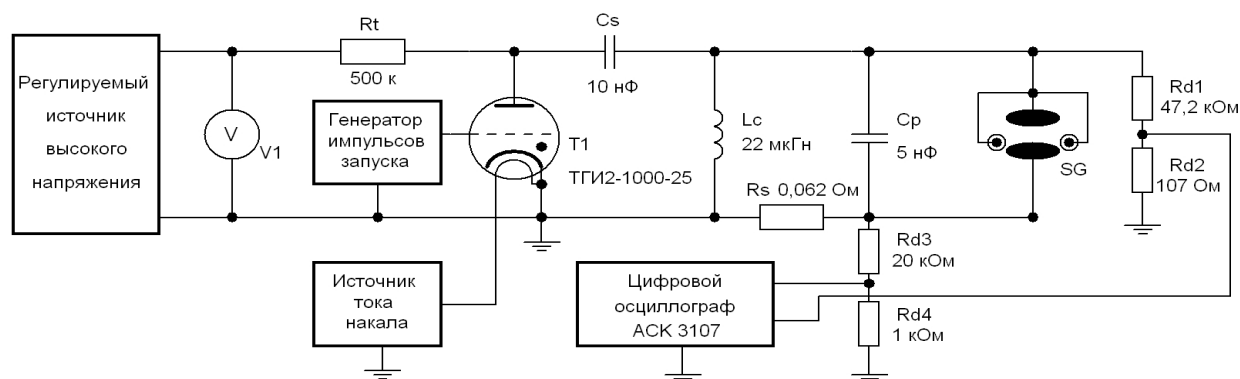 Регулируемый
источник
высокого
напряжения
V
V1
Rt
500 к
Генератор
импульсов
запуска
T1
ТГИ2-1000-25
Cs
10 нФ
Lc
22 мкГн
Cp
5 нФ
SG
Rd1
47,2 кОм
Rd2
107 Ом
Rs 0,062 Ом
Rd3
20 кОм
Rd4
1 кОм
Источник
тока
накала
Цифровой
осциллограф
АСК 3107